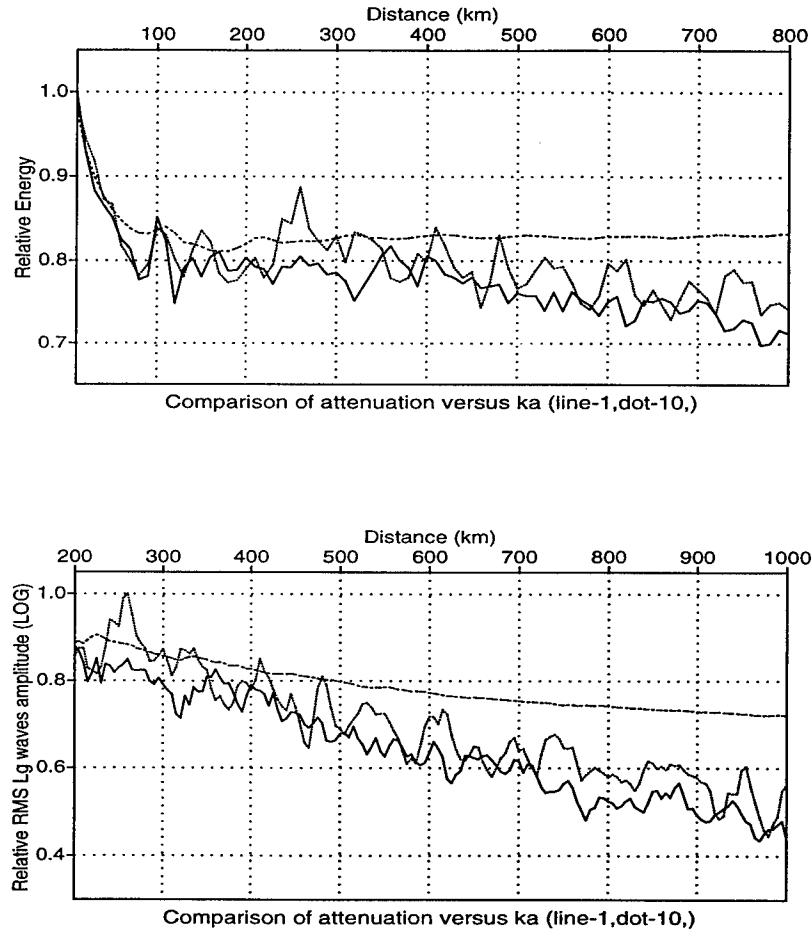 Distance (km)
100 200 300 400 500 600 700 800
1.0
0.9
0.8
0.7
Relative Energy
Comparison of attenuation versus ka (line-1,dot-10,)
Distance (km)
200 300 400 500 600 700 800 900 1000
1.0
0.8
0.6
0.4
Relative RMS Lg waves amplitude (LOG)
Comparison of attenuation versus ka (line-1,dot-10,)